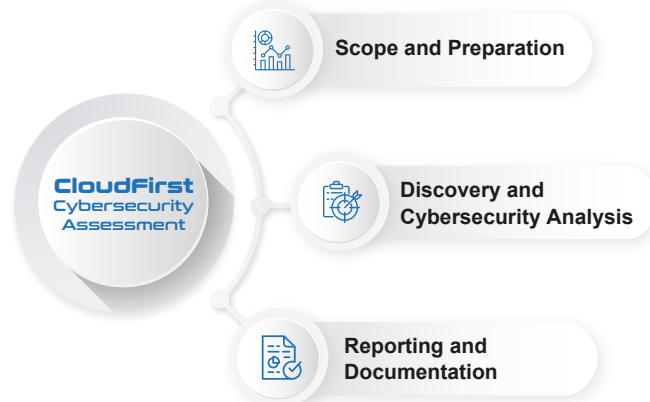 Scope and Preparation
CloudFirst
Cybersecurity
Assessment
Discovery and
Cybersecurity Analysis
Reporting and
Documentation